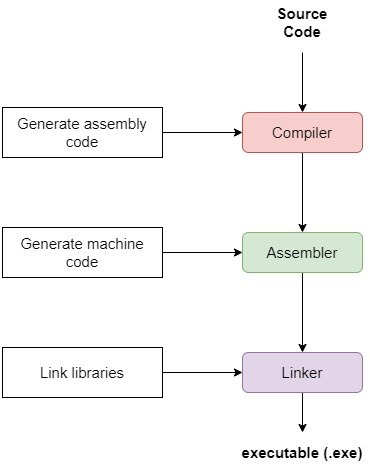 Source
Code
Generate assembly
code
Compiler
Generate machine
code
Assembler
Link libraries
Linker
executable (.exe)